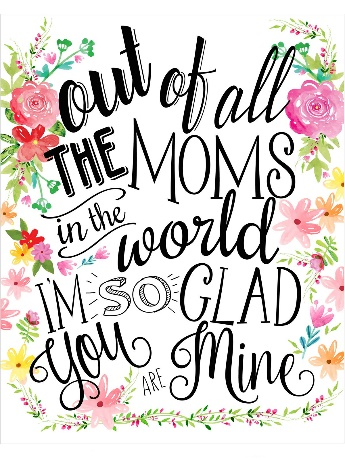 out of all
THE MOMS
in the world
I'M SO GLAD
You ARE Mine